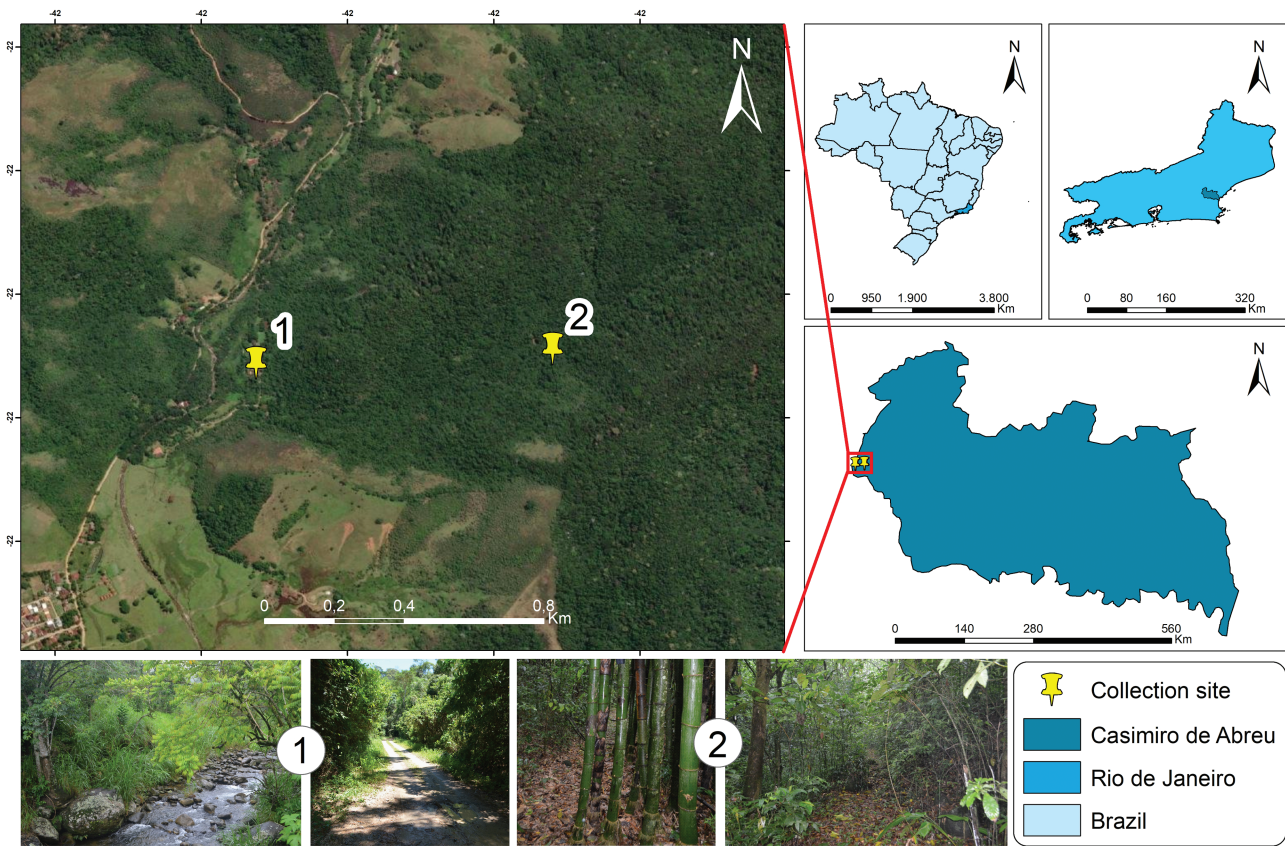 -42 -42 -42 -42 -42
-22
-22
-22
-22
-22
N
1
2
0 0,2 0,4 0,8
Km
N
0 950 1.900 3.800
Km
N
0 80 160 320
Km
N
0 140 280 560
Km
1
2
Collection site
Casimiro de Abreu
Rio de Janeiro
Brazil